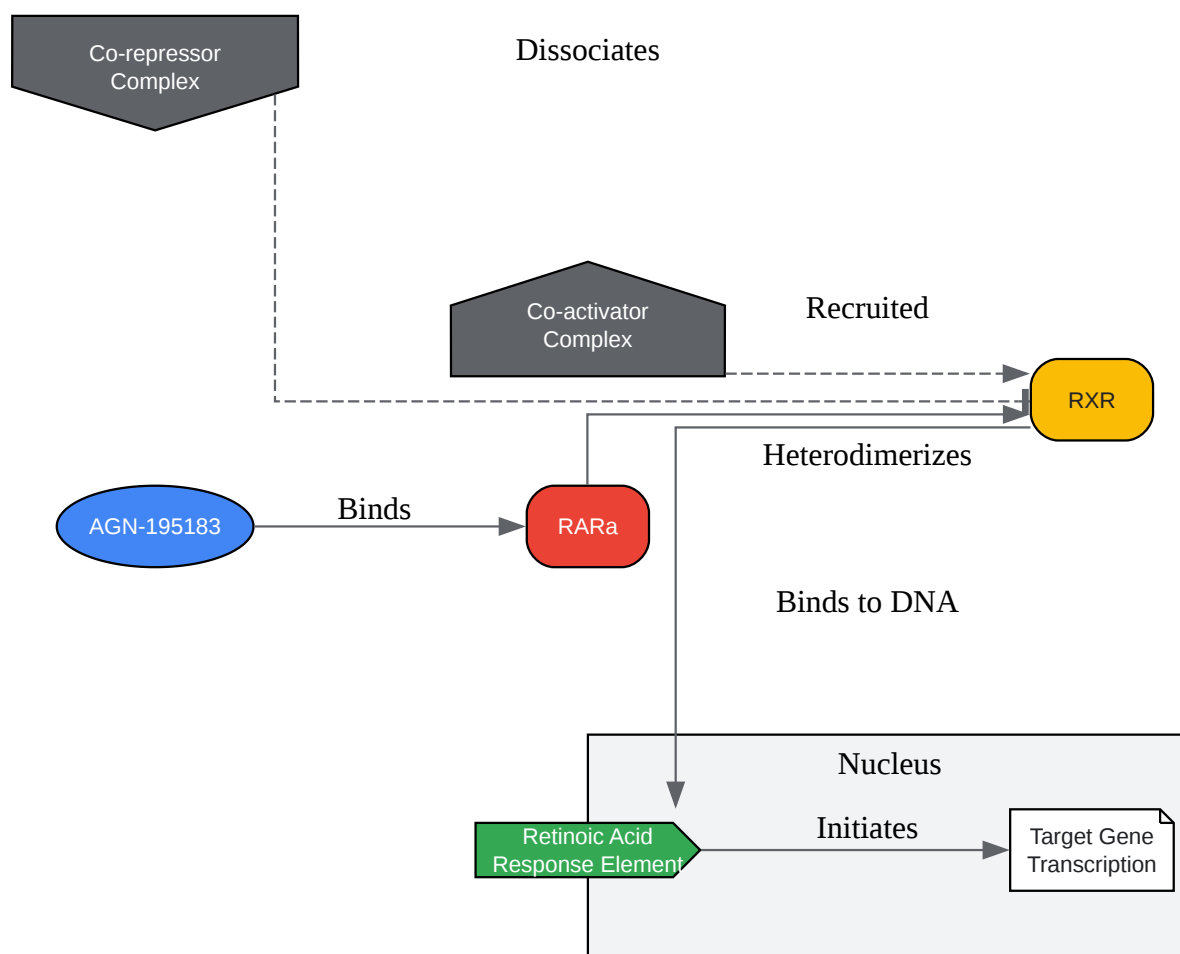 Co-repressor
Complex
Dissociates
Co-activator
Complex
Recruited
RXR
Heterodimerizes
AGN-195183
Binds
RARa
Binds to DNA
Nucleus
Retinoic Acid
Response Element
Initiates
Target Gene
Transcription